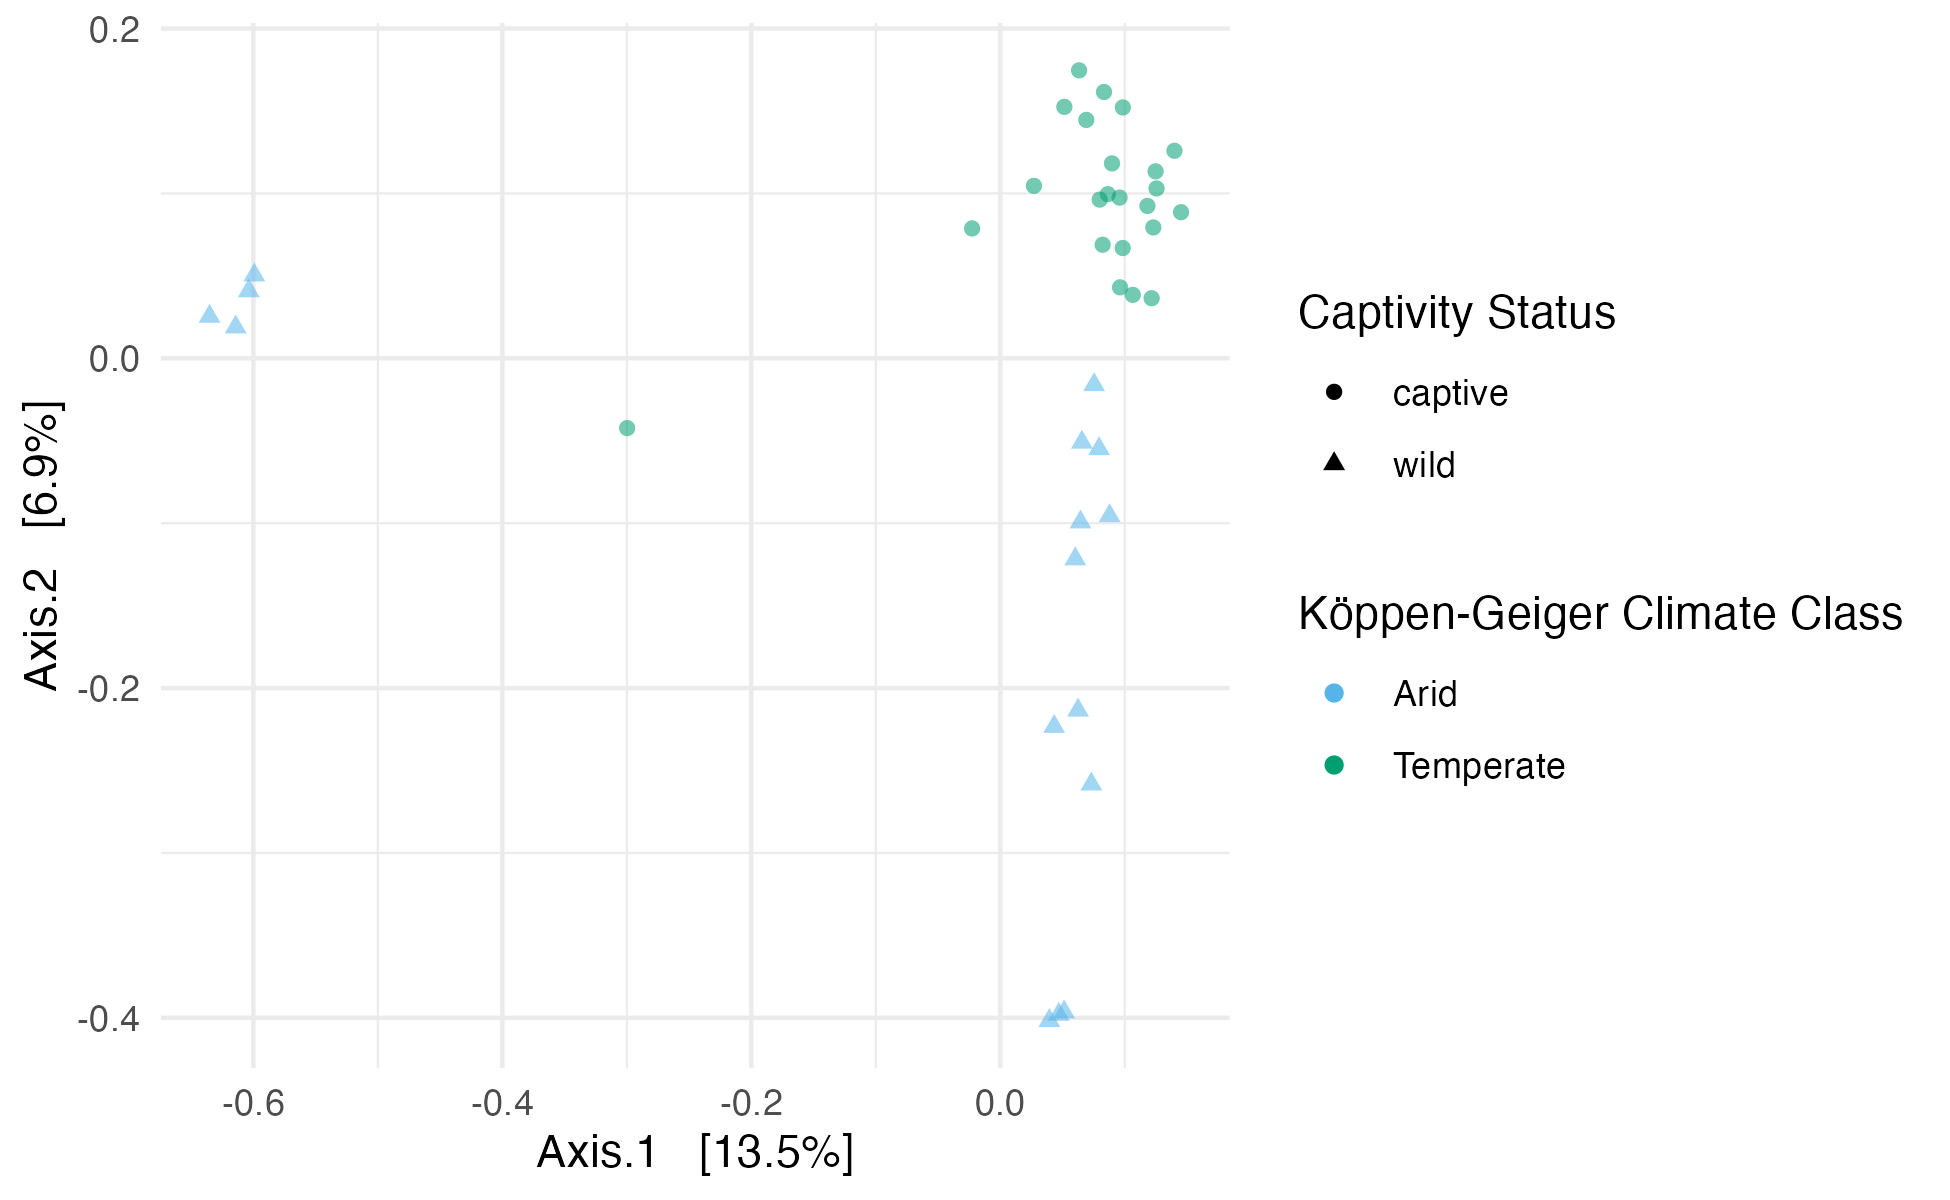 0.2
0.0
-0.2
-0.4
Axis.2 [6.9%]
-0.6 -0.4 -0.2 0.0
Axis.1 [13.5%]
Captivity Status
captive
wild
Köppen-Geiger Climate Class
Arid
Temperate